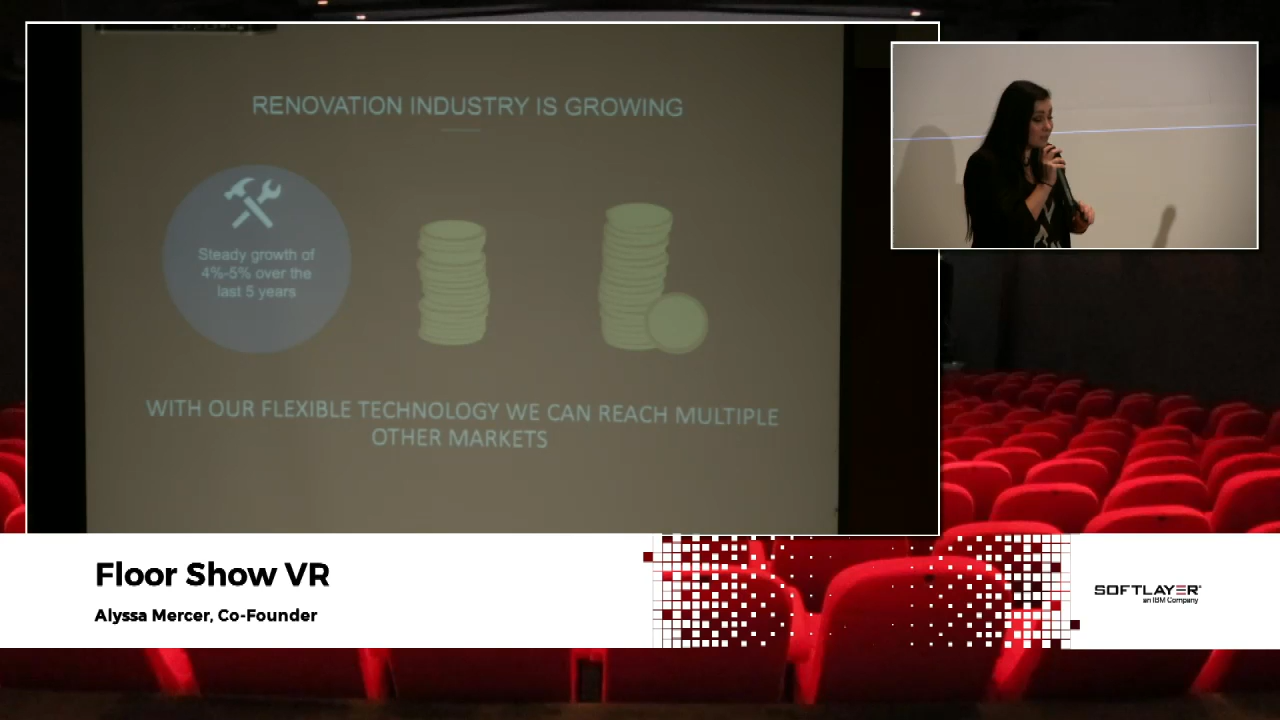 RENOVATION INDUSTRY IS GROWING
Steady growth of
4%-5% over the
last 5 years
WITH OUR FLEXIBLE TECHNOLOGY WE CAN REACH MULTIPLE
OTHER MARKETS
Floor Show VR
Alyssa Mercer, Co-Founder
SOFTLAYER
an IBM Company